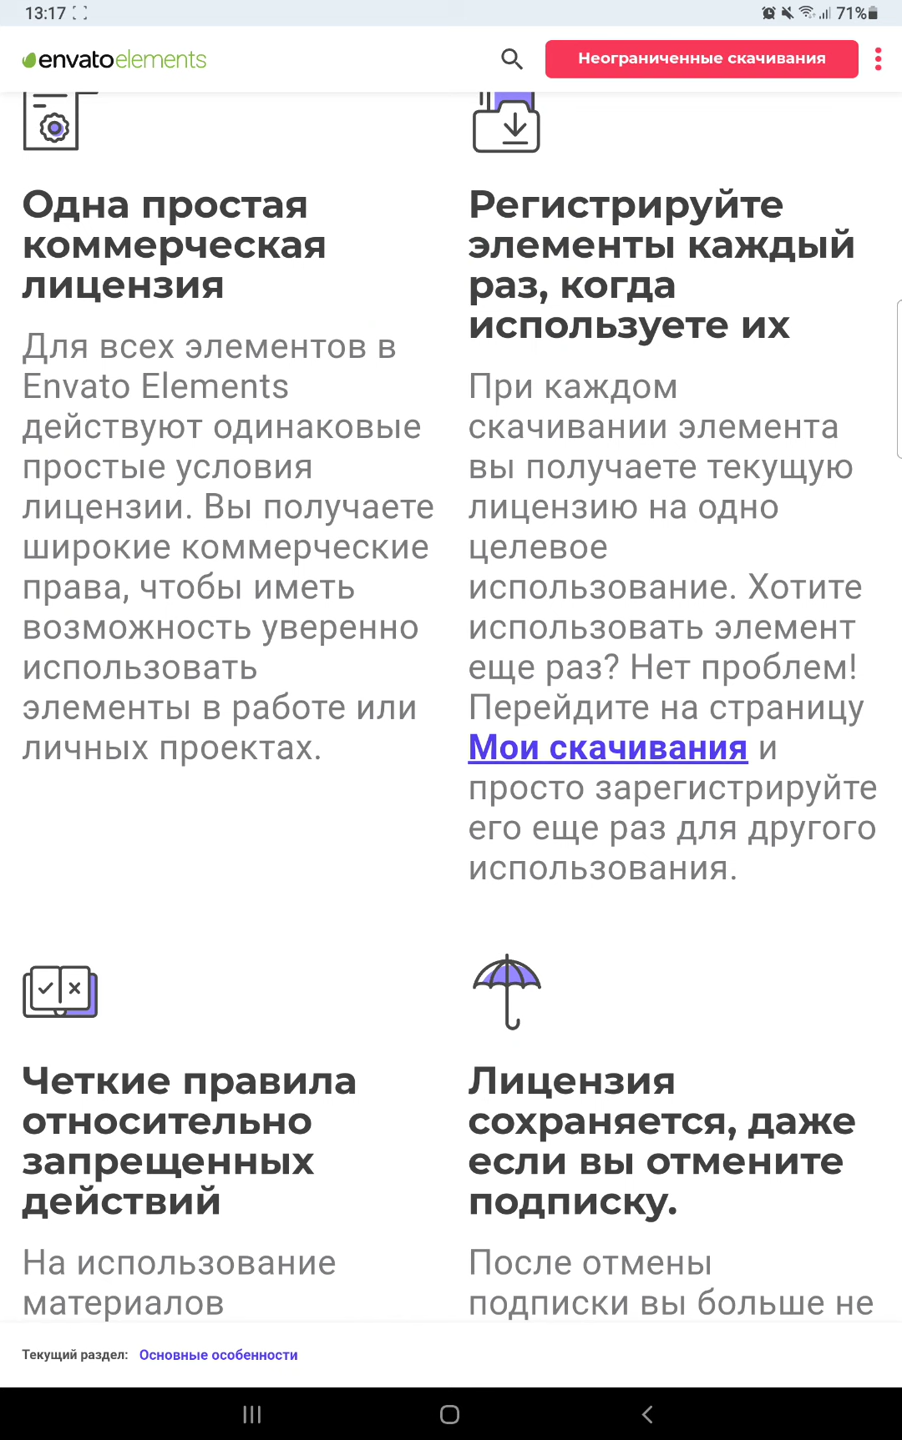 13:17
71%
envato elements
Неограниченные скачивания
Одна простая
коммерческая
лицензия
Для всех элементов в
Envato Elements
действуют одинаковые
простые условия
лицензии. Вы получаете
широкие коммерческие
права, чтобы иметь
возможность уверенно
использовать
элементы в работе или
личных проектах.
Регистрируйте
элементы каждый
раз, когда
используете их
При каждом
скачивании элемента
вы получаете текущую
лицензию на одно
целевое
использование. Хотите
использовать элемент
еще раз? Нет проблем!
Перейдите на страницу
Мои скачивания и
просто зарегистрируйте
его еще раз для другого
использования.
Четкие правила
относительно
запрещенных
действий
На использование
материалов
Лицензия
сохраняется, даже
если вы отмените
подписку.
После отмены
подписки вы больше не
Текущий раздел: Основные особенности